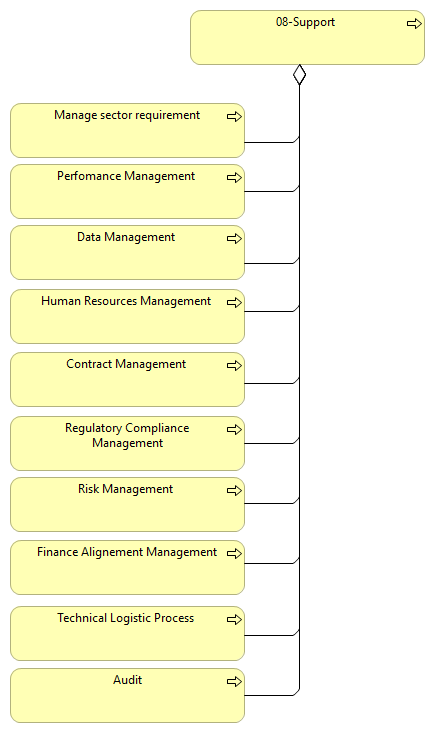 08-Support
Manage sector requirement
Perfomance Management
Data Management
Human Resources Management
Contract Management
Regulatory Compliance
Management
Risk Management
Finance Alignement Management
Technical Logistic Process
Audit